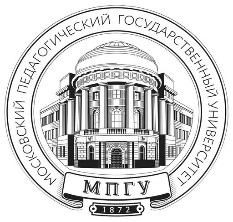 МОСКОВСКИЙ ПЕДАГОГИЧЕСКИЙ ГОСУДАРСТВЕННЫЙ УНИВЕРСИТЕТ
МПГУ
1872